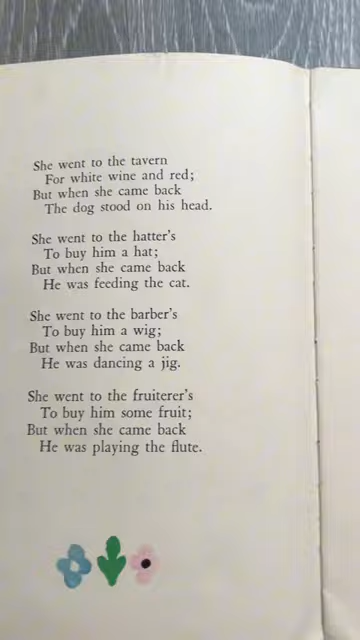 She went to the tavern
For white wine and red;
But when she came back
The dog stood on his head.
She went to the hatter's
To buy him a hat;
But when she came back
He was feeding the cat.
She went to the barber's
To buy him a wig;
But when she came back
He was dancing a jig.
She went to the fruiterer's
To buy him some fruit;
But when she came back
He was playing the flute.